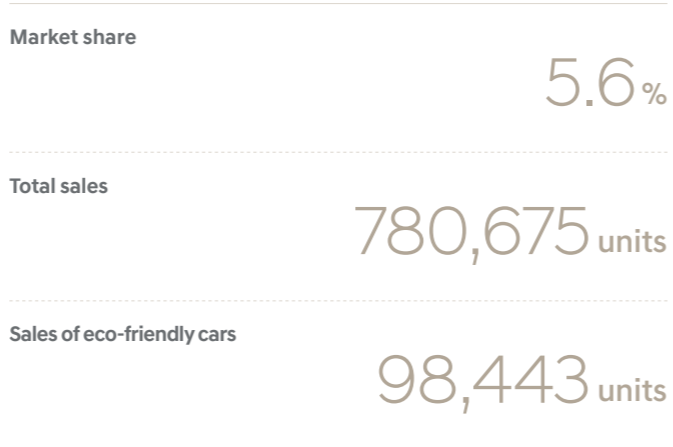 Market share
5.6 %
Total sales
780,675 units
Sales of eco-friendly cars
98,443 units